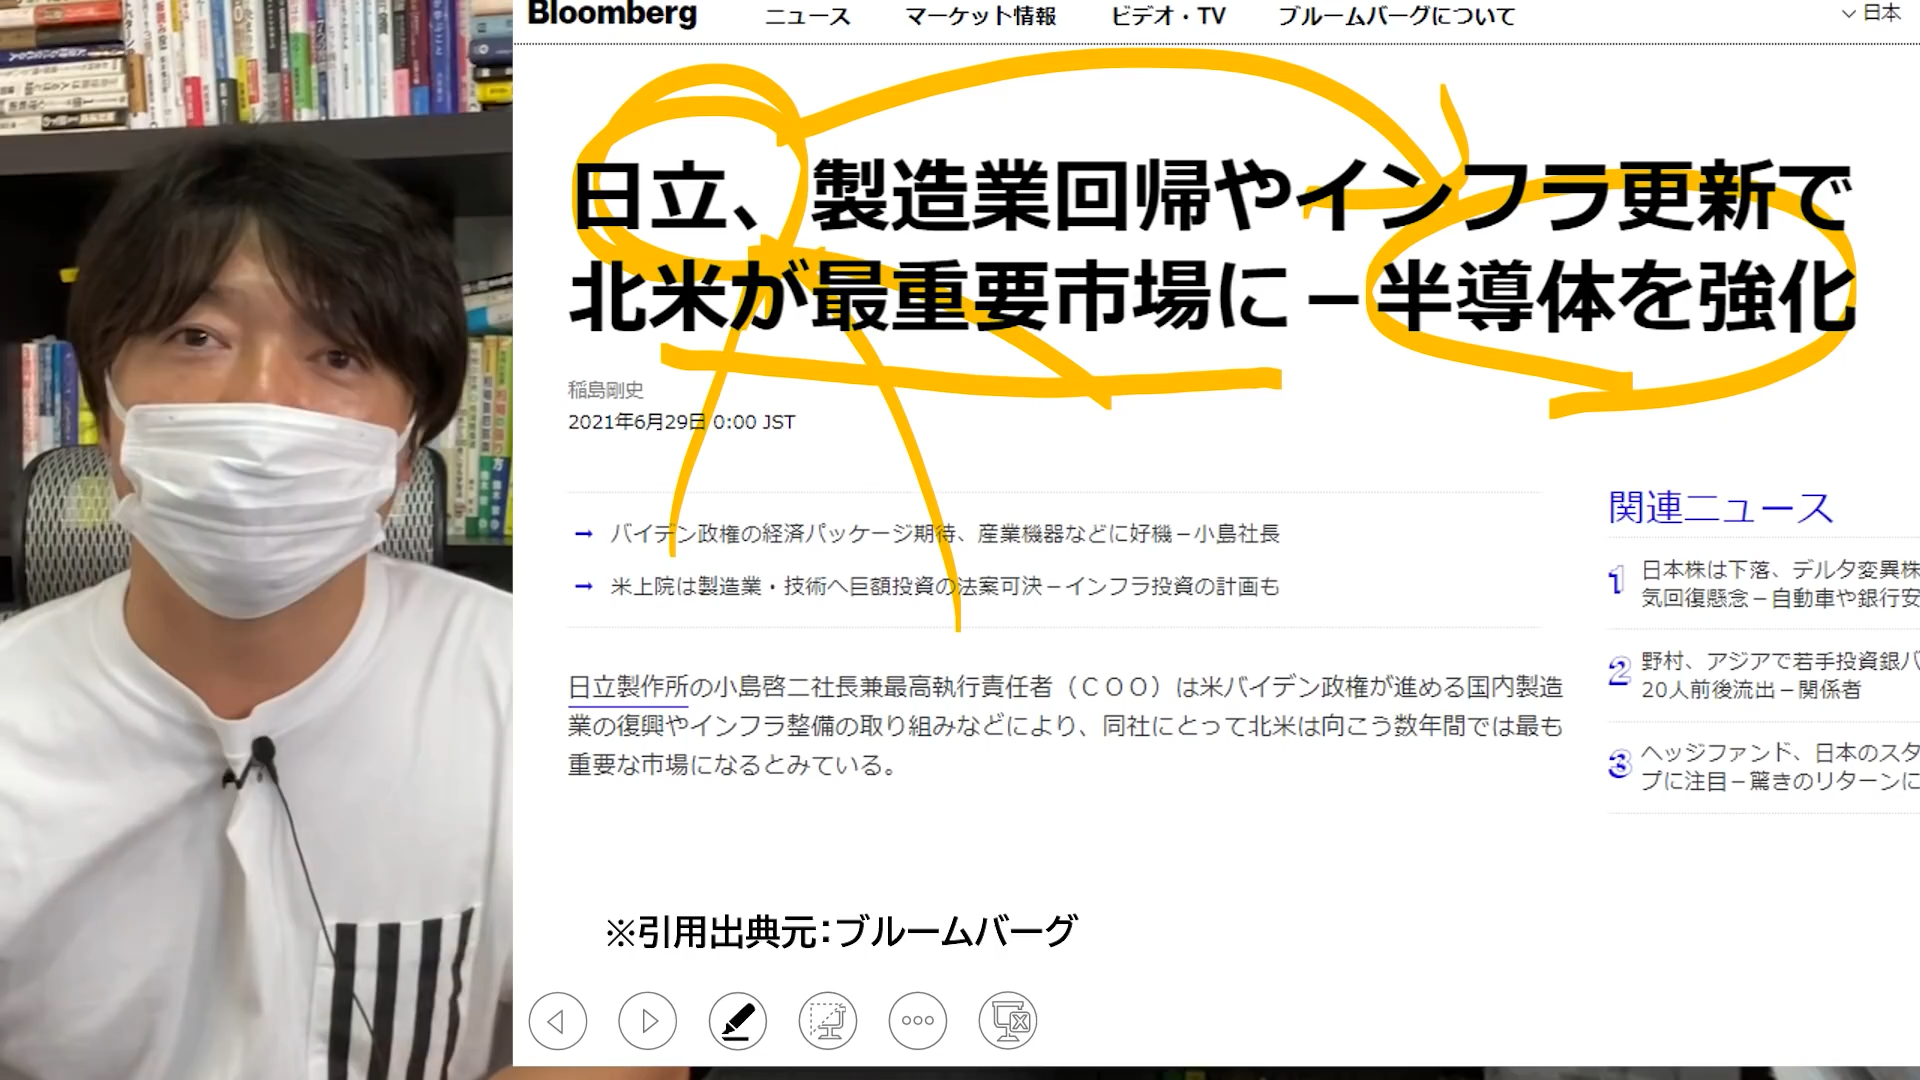 Bloomberg
ニュース
マーケット情報
ビデオ・TV
ブルームバーグについて
日本
日立、製造業回帰やインフラ更新で
北米が最重要市場に－半導体を強化
稲島剛史
2021年6月29日 0:00 JST
→ バイデン政権の経済パッケージ期待、産業機器などに好機－小島社長
→ 米上院は製造業・技術へ巨額投資の法案可決－インフラ投資の計画も
日立製作所の小島啓二社長兼最高執行責任者（ＣＯＯ）は米バイデン政権が進める国内製造
業の復興やインフラ整備の取り組みなどにより、同社にとって北米は向こう数年間では最も
重要な市場になるとみている。
関連ニュース
1 日本株は下落、デルタ変異株
気回復懸念－自動車や銀行安
2 野村、アジアで若手投資銀バ
20人前後流出－関係者
3 ヘッジファンド、日本のスタ
プに注目－驚きのリターンに
※引用出典元：ブルームバーグ